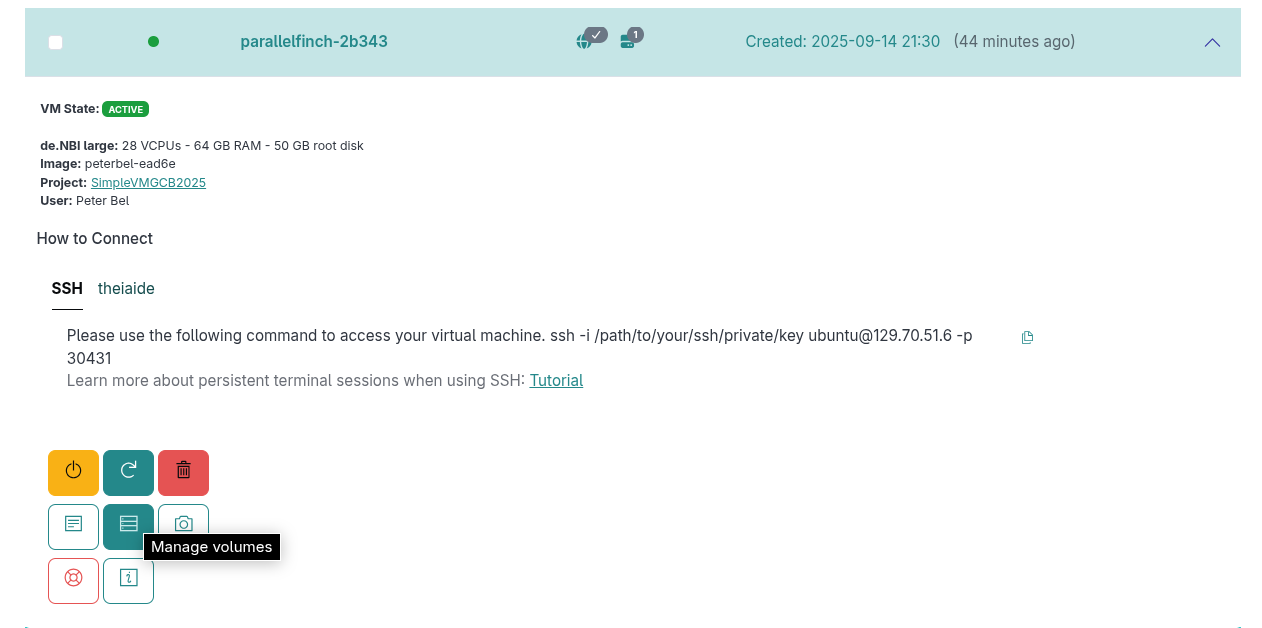 parallelfinch-2b343 1 Created: 2025-09-14 21:30 (44 minutes ago)
VM State: ACTIVE
de.NBI large: 28 VCPUs - 64 GB RAM - 50 GB root disk
Image: peterbel-ead6e
Project: SimpleVMGCB2025
User: Peter Bel
How to Connect
SSH theiaide
Please use the following command to access your virtual machine. ssh -i /path/to/your/ssh/private/key ubuntu@129.70.51.6 -p
30431
Learn more about persistent terminal sessions when using SSH: Tutorial
Manage volumes